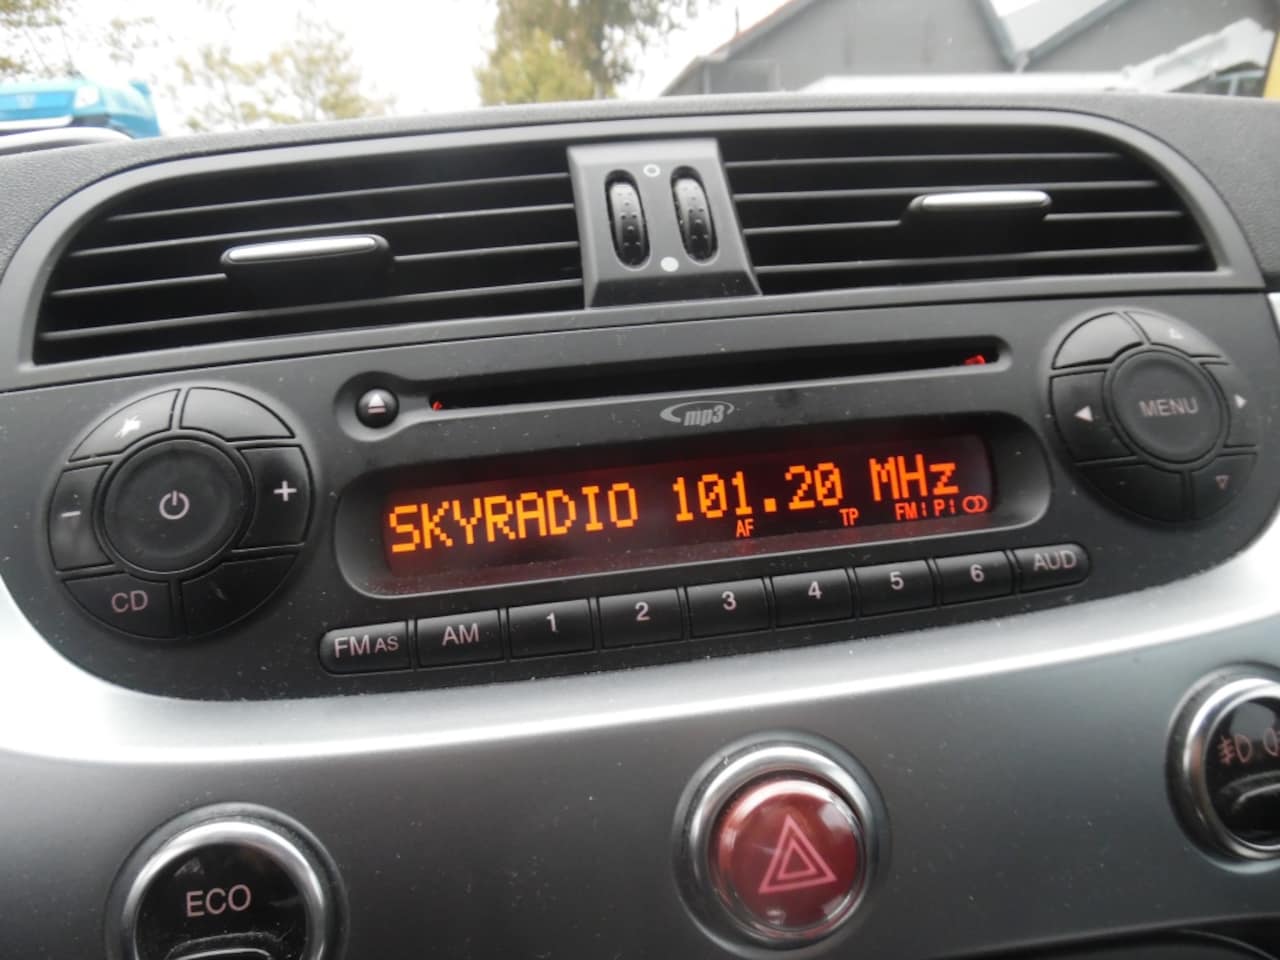 mp3
MENU
SKYRADIO 101.20 MHz
AF TP FM1 P1
- +
CD
FM AS AM 1 2 3 4 5 6 AUD
ECO